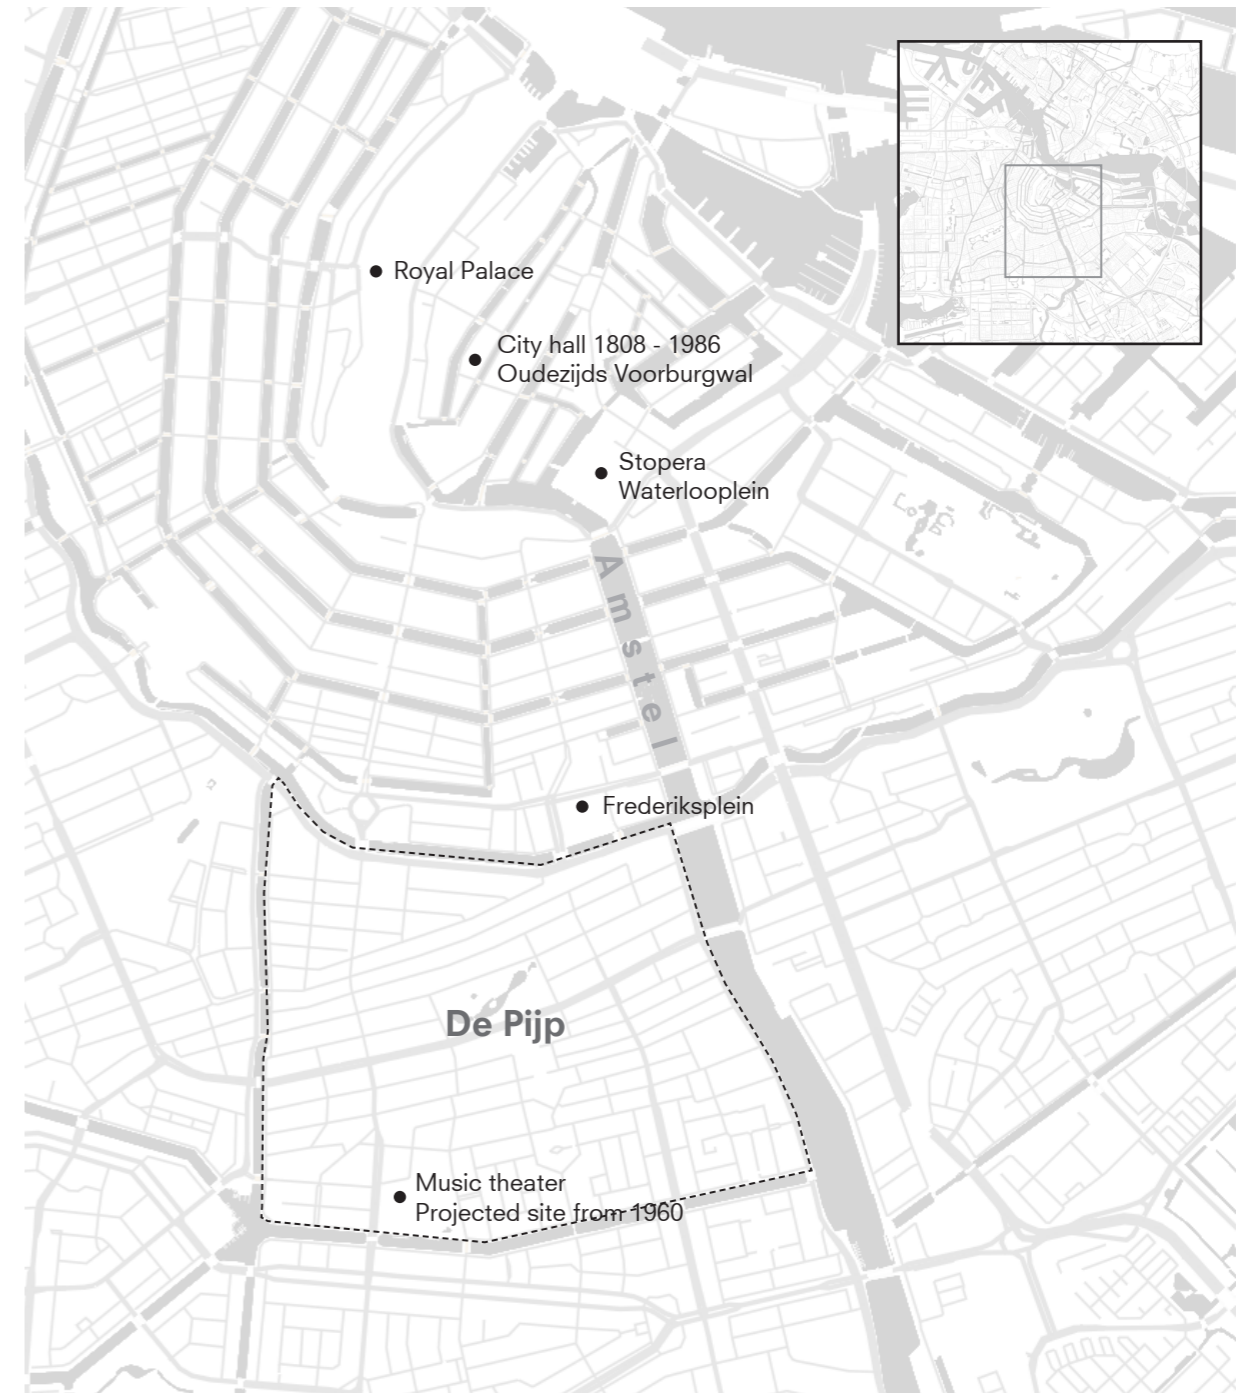 Royal Palace
City hall 1808 - 1986
Oudezijds Voorburgwal
Stopera
Waterlooplein
Amstel
Frederiksplein
De Pijp
Music theater
Projected site from 1960